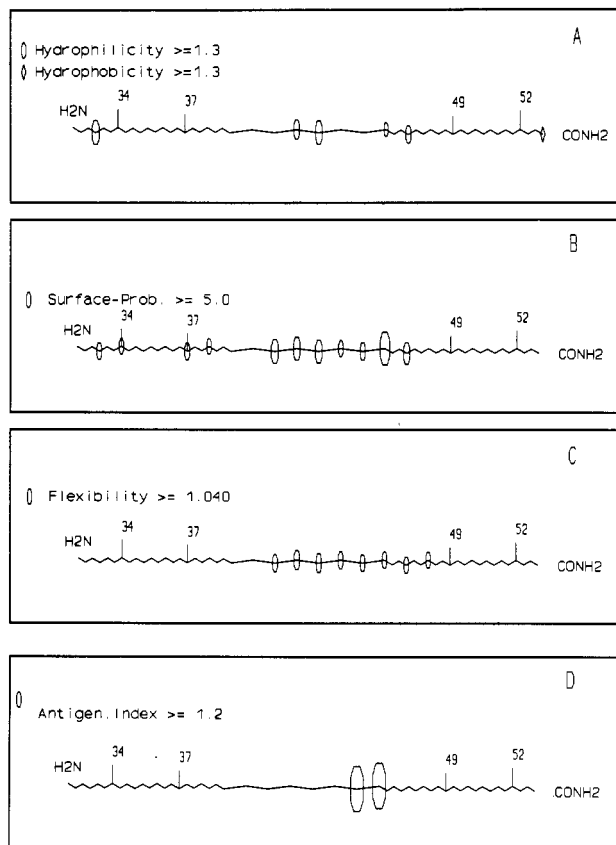 A
Hydrophilicity >=1.3
Hydrophobicity >=1.3
H2N 34 37 49 52 CONH2
B
Surface-Prob. >= 5.0
H2N 34 37 49 52 CONH2
C
Flexibility >= 1.040
H2N 34 37 49 52 CONH2
D
Antigen.Index >= 1.2
H2N 34 37 49 52 CONH2